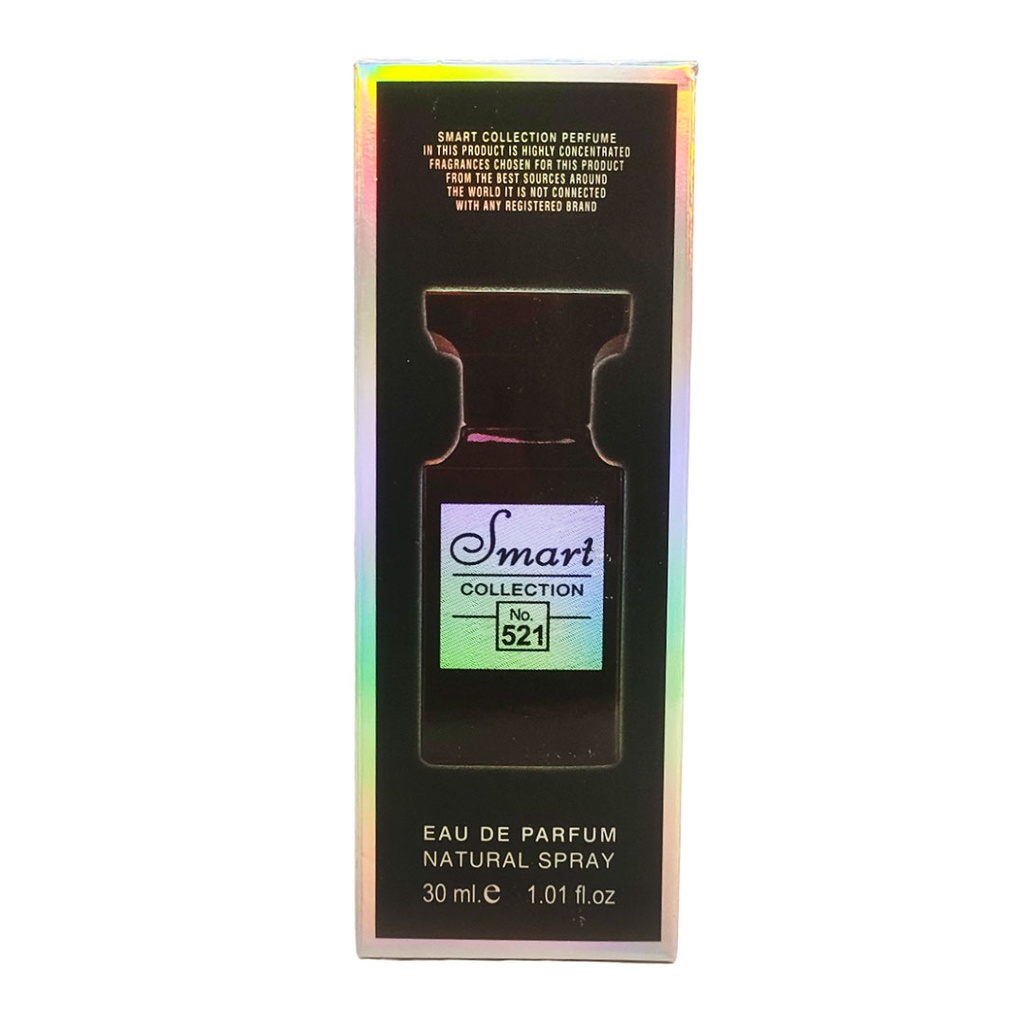 SMART COLLECTION PERFUME
IN THIS PRODUCT IS HIGHLY CONCENTRATED
FRAGRANCES CHOSEN FOR THIS PRODUCT
FROM THE BEST SOURCES AROUND
THE WORLD IT IS NOT CONNECTED
WITH ANY REGISTERED BRAND
Smart
COLLECTION
No.
521
EAU DE PARFUM
NATURAL SPRAY
30 ml.e 1.01 fl.oz